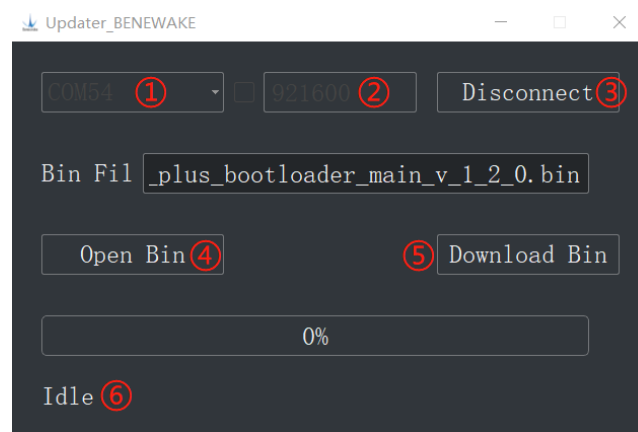 Updater_BENEWAKE
COM54 ① 921600 ② Disconnect ③
Bin Fil _plus_bootloader_main_v_1_2_0.bin
Open Bin ④ ⑤ Download Bin
0%
Idle ⑥